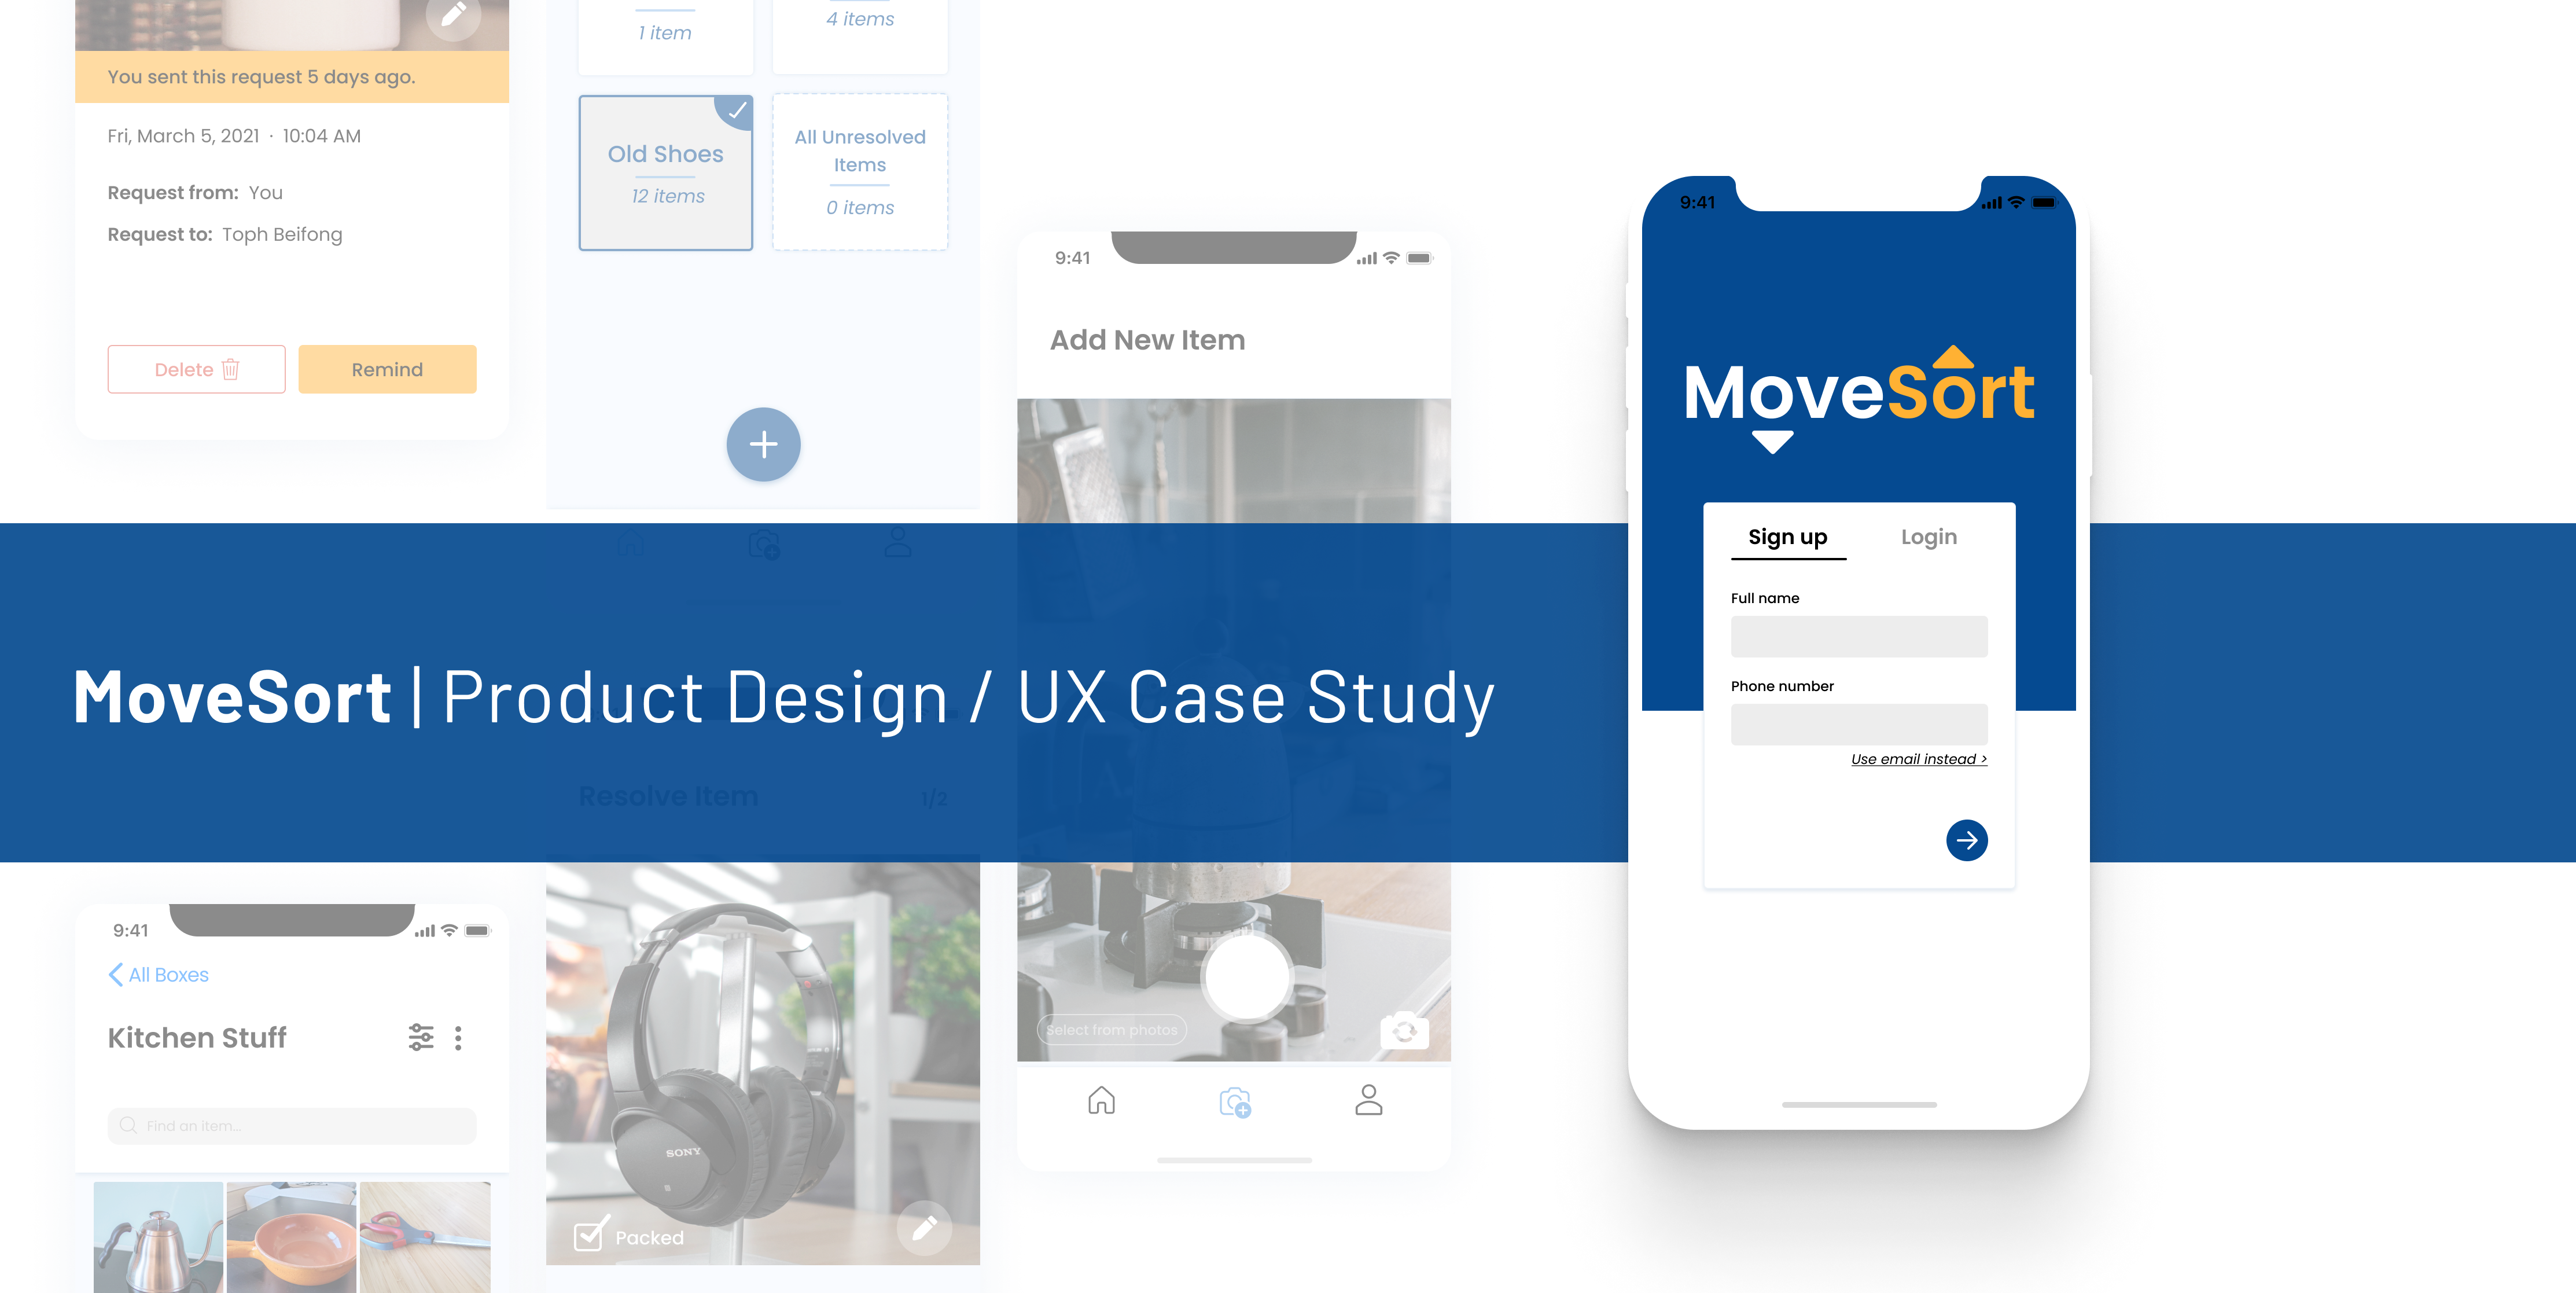 You sent this request 5 days ago.
Fri, March 5, 2021 · 10:04 AM
Request from: You
Request to: Toph Beifong
Delete
Remind
1 item
4 items
Old Shoes
12 items
All Unresolved
Items
0 items
9:41
Add New Item
9:41
MoveSort
Sign up
Login
Full name
Phone number
Use email instead >
MoveSort | Product Design / UX Case Study
Resolve Item
1/2
9:41
All Boxes
Kitchen Stuff
Find an item...
SONY
Packed
Select from photos